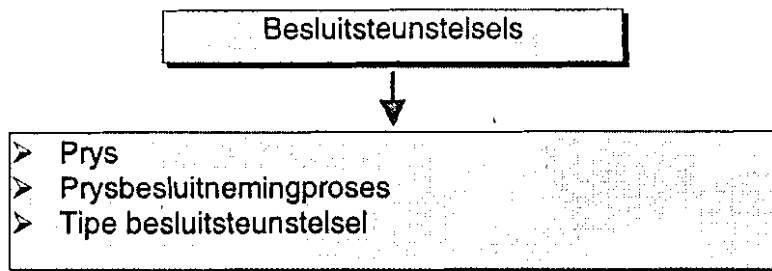 Besluitsteunstelsels
➢ Prys
➢ Prysbesluitnemingproses
➢ Tipe besluitsteunstelsel